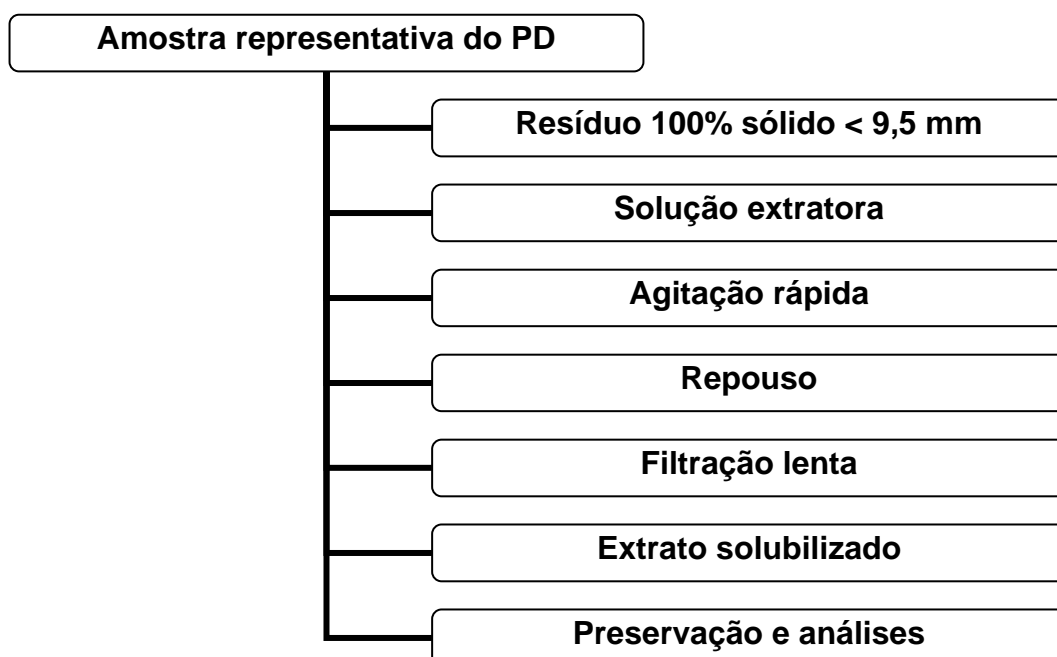 Amostra representativa do PD
Resíduo 100% sólido < 9,5 mm
Solução extratora
Agitação rápida
Repouso
Filtração lenta
Extrato solubilizado
Preservação e análises